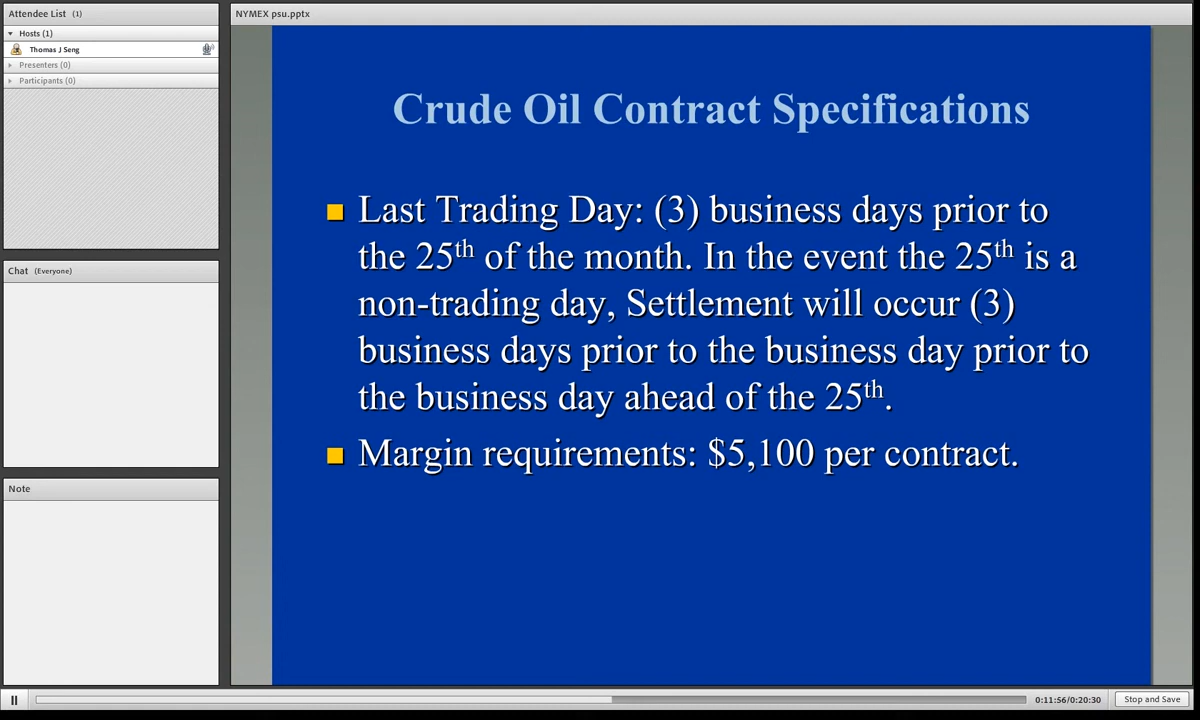 Attendee List (1)
Hosts (1)
Thomas J Seng
Presenters (0)
Participants (0)
Chat (Everyone)
Note
NYMEX psu.pptx
Crude Oil Contract Specifications
Last Trading Day: (3) business days prior to
the 25th of the month. In the event the 25th is a
non-trading day, Settlement will occur (3)
business days prior to the business day prior to
the business day ahead of the 25th.
Margin requirements: $5,100 per contract.
0:11:56/0:20:30
Stop and Save